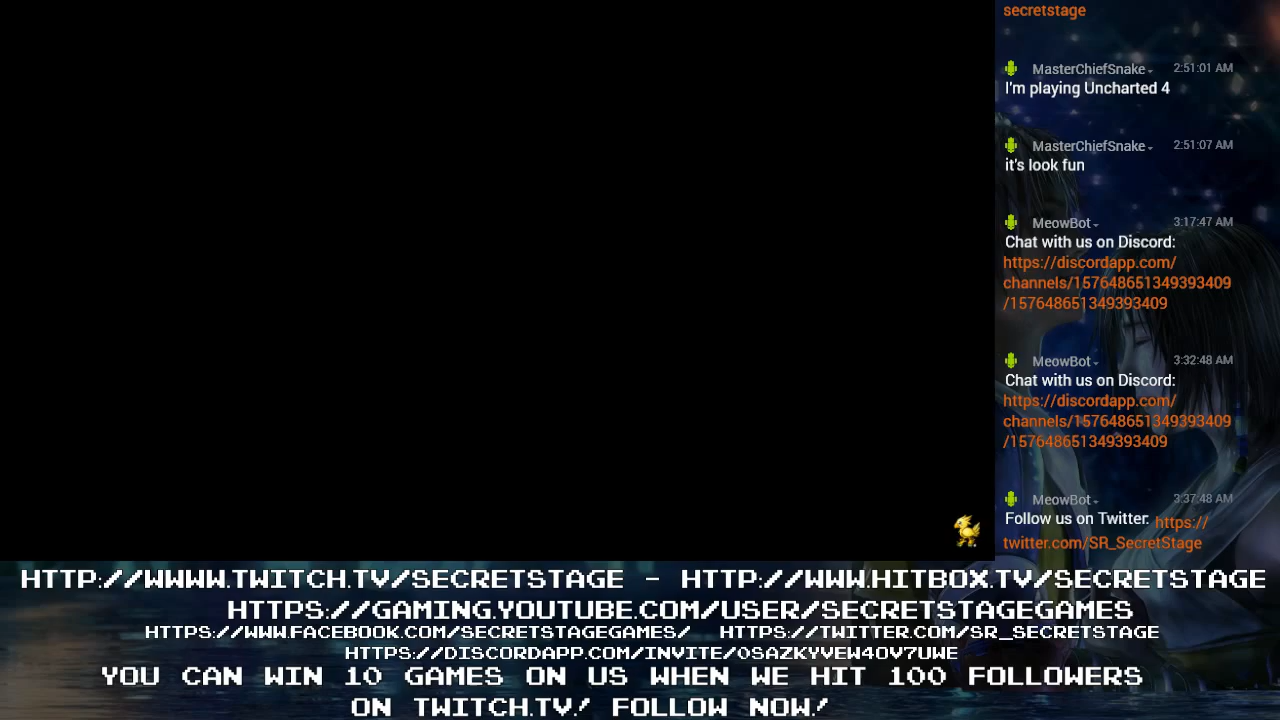 secretstage
MasterChiefSnake 2:51:01 AM
I'm playing Uncharted 4
MasterChiefSnake 2:51:07 AM
it's look fun
MeowBot 3:17:47 AM
Chat with us on Discord:
https://discordapp.com/
channels/157648651349393409
/157648651349393409
MeowBot 3:32:48 AM
Chat with us on Discord:
https://discordapp.com/
channels/157648651349393409
/157648651349393409
MeowBot 3:37:48 AM
Follow us on Twitter: https://
twitter.com/SR_SecretStage
HTTP://WWWW.TWITCH.TV/SECRETSTAGE - HTTP://WWW.HITBOX.TV/SECRETSTAGE
HTTPS://GAMING.YOUTUBE.COM/USER/SECRETSTAGEGAMES
HTTPS://WWW.FACEBOOK.COM/SECRETSTAGEGAMES/ HTTPS://TWITTER.COM/SR_SECRETSTAGE
HTTPS://DISCORDAPP.COM/INVITE/0SAZKYVEW4OV7UWE
YOU CAN WIN 10 GAMES ON US WHEN WE HIT 100 FOLLOWERS
ON TWITCH.TV! FOLLOW NOW!